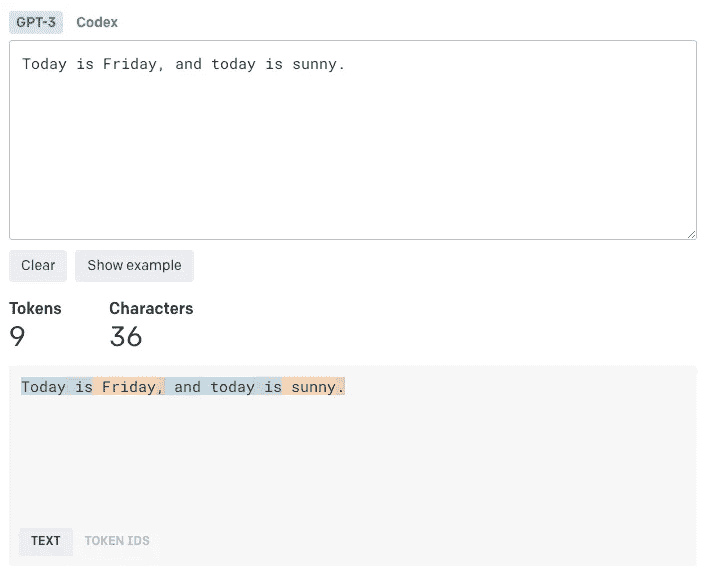 GPT-3 Codex
Today is Friday, and today is sunny.
Clear Show example
Tokens Characters
9 36
Today is Friday, and today is sunny.
TEXT TOKEN IDS